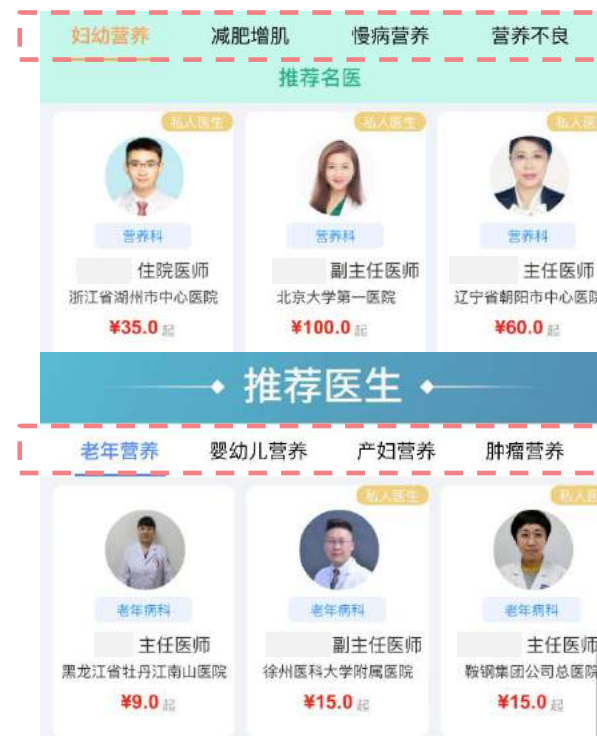 妇幼营养 减肥增肌 慢病营养 营养不良
推荐名医
私人医生 私人医生 私人医
营养科 营养科 营养科
住院医师 副主任医师 主任医师
浙江省湖州市中心医院 北京大学第一医院 辽宁省朝阳市中心医院
¥35.0 起 ¥100.0 起 ¥60.0 起
推荐医生
老年营养 婴幼儿营养 产妇营养 肿瘤营养
私人医生 私人医
老年病科 老年病科 老年病科
主任医师 副主任医师 主任医师
黑龙江省牡丹江南山医院 徐州医科大学附属医院 鞍钢集团公司总医院
¥9.0 起 ¥15.0 起 ¥15.0 起